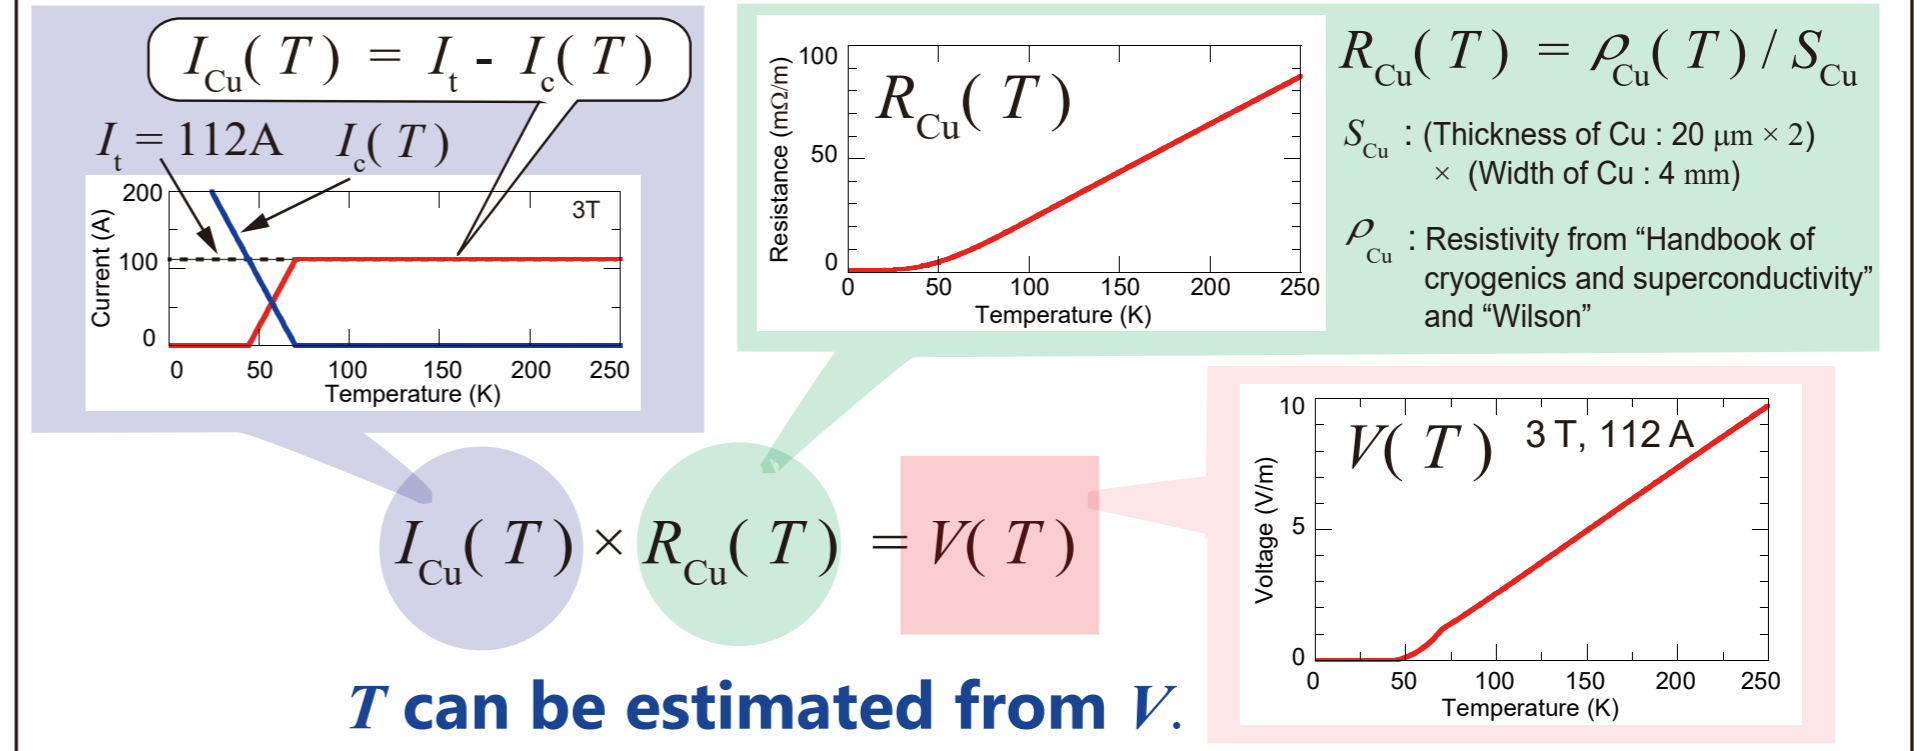 I_Cu( T ) = I_t - I_c( T )
I_t = 112A
I_c( T )
200
100
0
Current (A)
3T
0 50 100 150 200 250
Temperature (K)
100
50
0
Resistance (mΩ/m)
R_Cu( T )
0 50 100 150 200 250
Temperature (K)
R_Cu( T ) = ρ_Cu( T ) / S_Cu
S_Cu : (Thickness of Cu : 20 μm × 2)
× (Width of Cu : 4 mm)
ρ_Cu : Resistivity from “Handbook of
cryogenics and superconductivity”
and “Wilson”
I_Cu( T ) × R_Cu( T ) = V( T )
10
5
0
Voltage (V/m)
V( T ) 3 T, 112 A
0 50 100 150 200 250
Temperature (K)
T can be estimated from V.